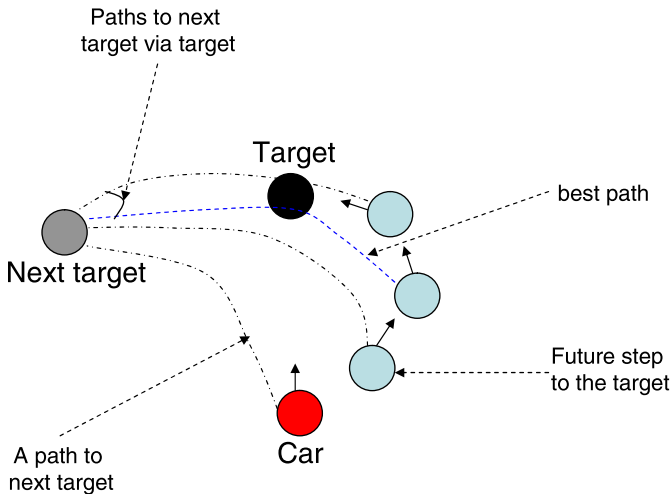 Paths to next
target via target
Target
best path
Next target
Future step
to the target
Car
A path to
next target